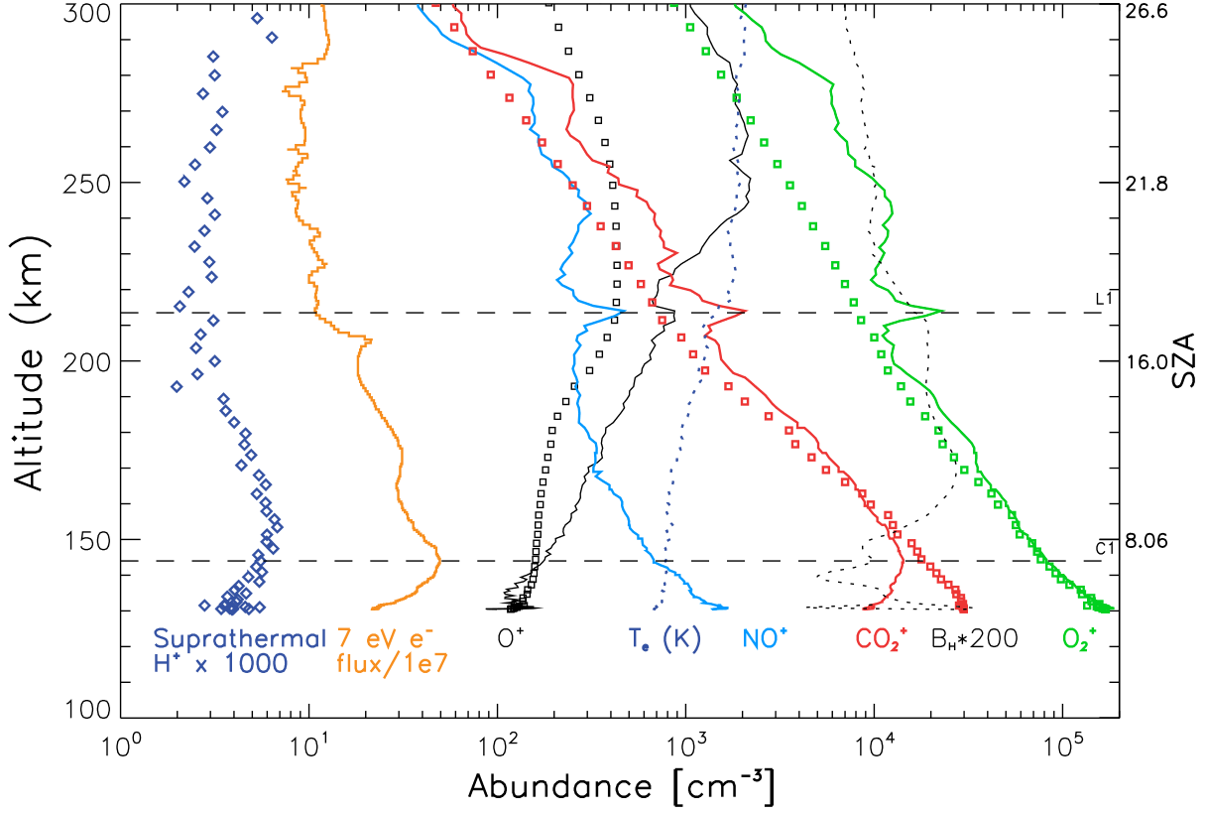 300
250
200
150
100
Altitude (km)
26.6
21.8
16.0
8.06
SZA
L1
C1
Suprathermal
H⁺ x 1000
7 eV e⁻
flux/1e7
O⁺
Tₑ (K)
NO⁺
CO₂⁺
B_H*200
O₂⁺
10⁰ 10¹ 10² 10³ 10⁴ 10⁵
Abundance [cm⁻³]